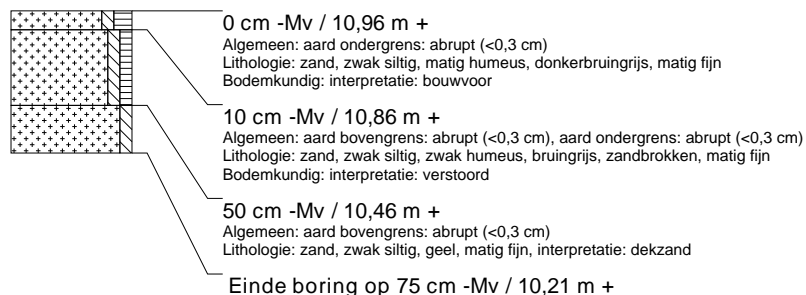 0 cm -Mv / 10,96 m +
Algemeen: aard ondergrens: abrupt (<0,3 cm)
Lithologie: zand, zwak siltig, matig humeus, donkerbruingrijs, matig fijn
Bodemkundig: interpretatie: bouwvoor
10 cm -Mv / 10,86 m +
Algemeen: aard bovengrens: abrupt (<0,3 cm), aard ondergrens: abrupt (<0,3 cm)
Lithologie: zand, zwak siltig, zwak humeus, bruingrijs, zandbrokken, matig fijn
Bodemkundig: interpretatie: verstoord
50 cm -Mv / 10,46 m +
Algemeen: aard bovengrens: abrupt (<0,3 cm)
Lithologie: zand, zwak siltig, geel, matig fijn, interpretatie: dekzand
Einde boring op 75 cm -Mv / 10,21 m +